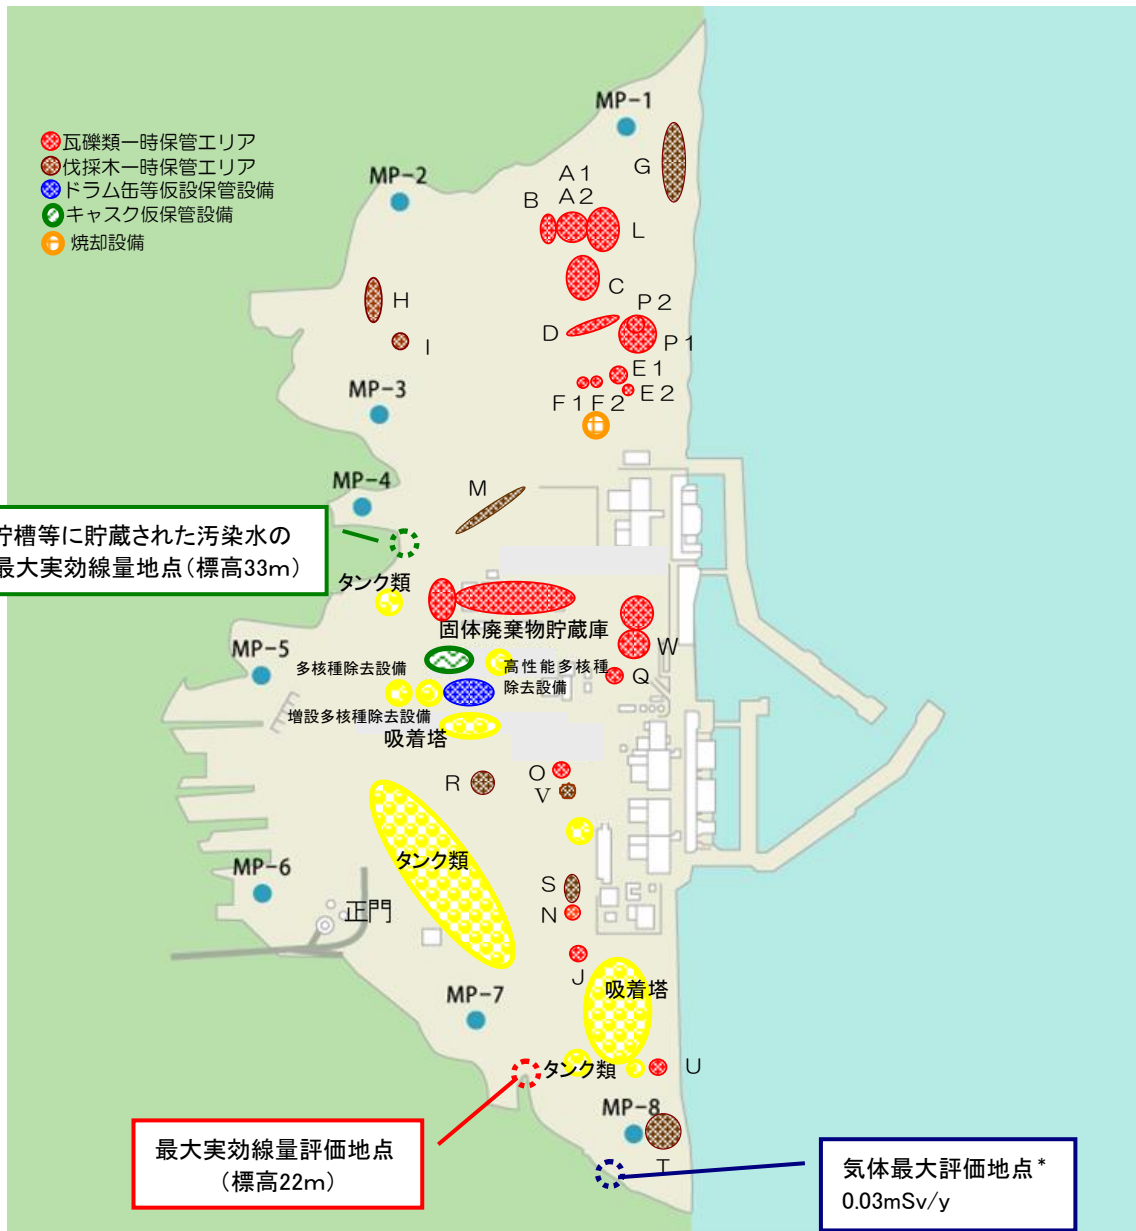 MP-1
瓦礫類一時保管エリア
伐採木一時保管エリア
ドラム缶等仮設保管設備
キャスク仮保管設備
焼却設備
G
A1
A2
MP-2
B
L
C
H
P2
D
I
P1
E1
E2
MP-3
F1
F2
MP-4
M
貯槽等に貯蔵された汚染水の
最大実効線量地点(標高33m)
タンク類
固体廃棄物貯蔵庫
W
MP-5
多核種除去設備
高性能多核種
除去設備
Q
増設多核種除去設備
吸着塔
O
R
V
タンク類
MP-6
S
正門
N
J
吸着塔
MP-7
タンク類
U
MP-8
T
最大実効線量評価地点
(標高22m)
気体最大評価地点*
0.03mSv/y